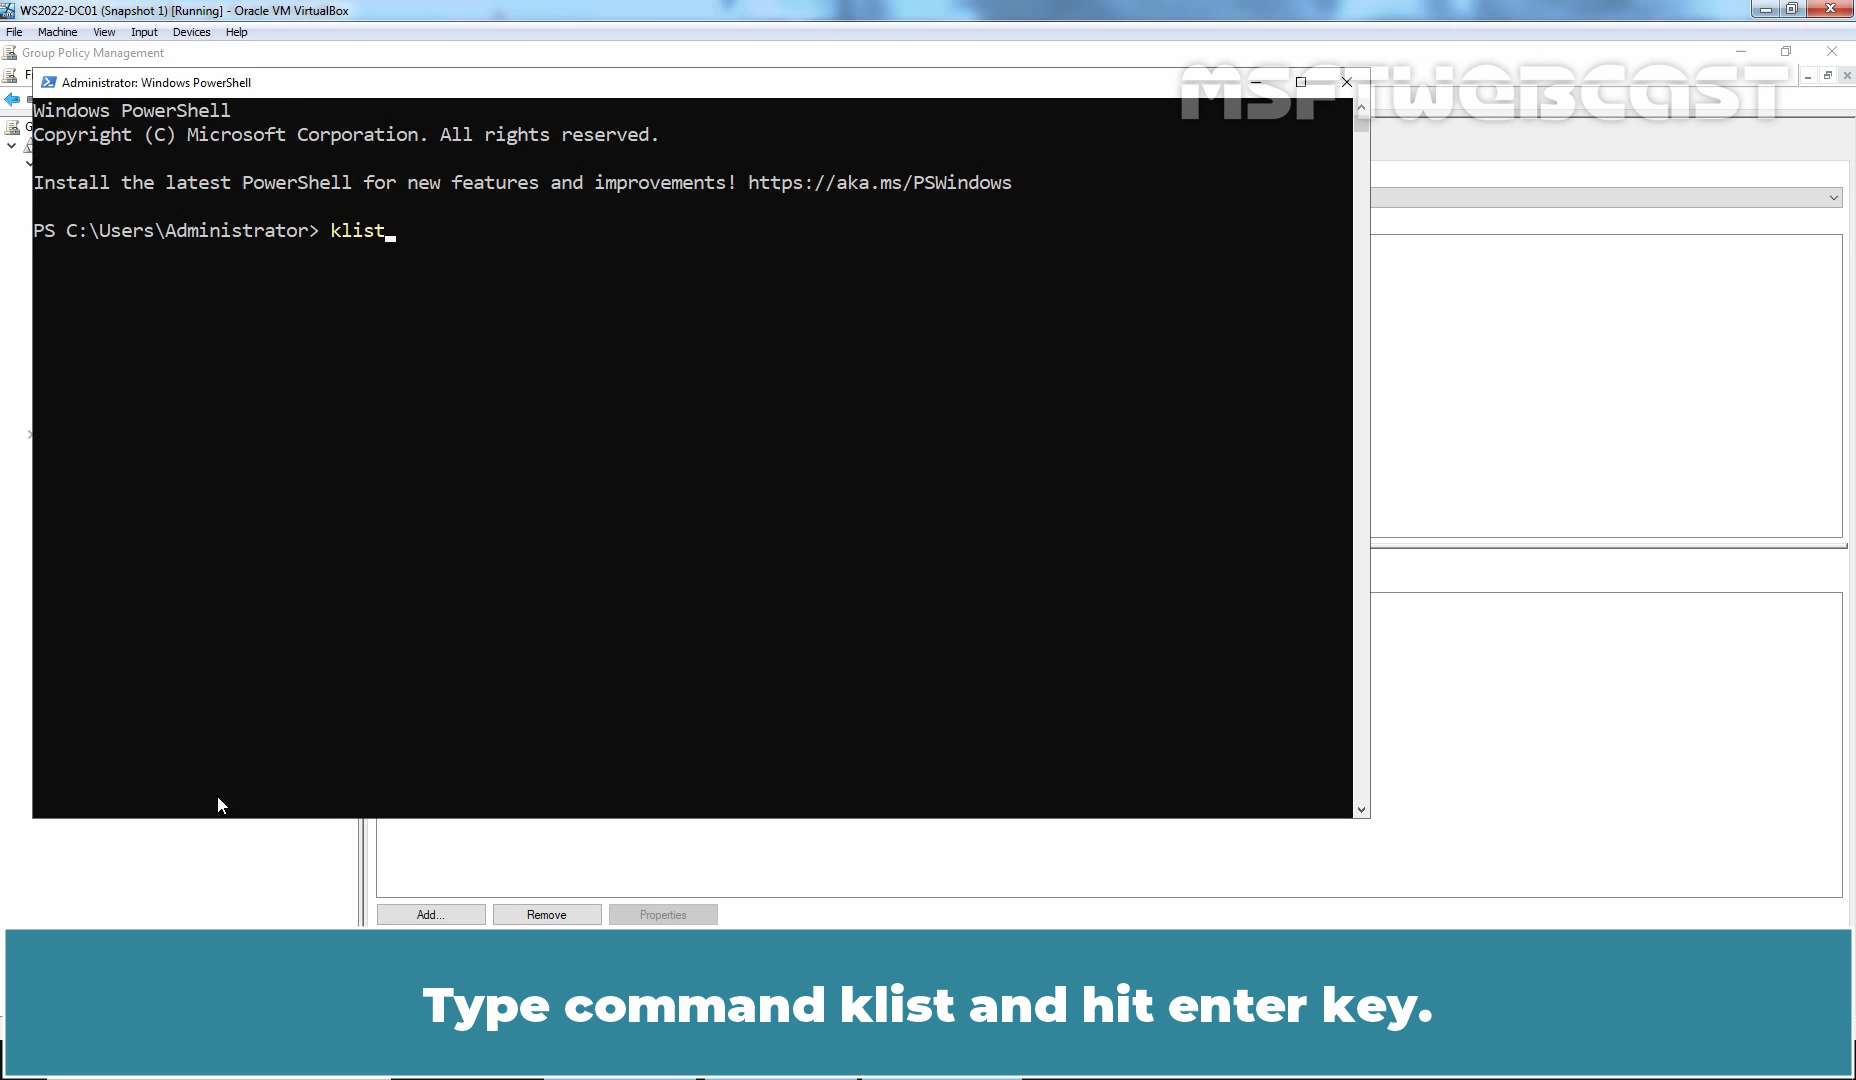 WS2022-DC01 (Snapshot 1) [Running] - Oracle VM VirtualBox
File Machine View Input Devices Help
Group Policy Management
Administrator: Windows PowerShell
MSFTWEBCAST
Windows PowerShell
Copyright (C) Microsoft Corporation. All rights reserved.
Install the latest PowerShell for new features and improvements! https://aka.ms/PSWindows
PS C:\Users\Administrator> klist
Add... Remove Properties
Type command klist and hit enter key.